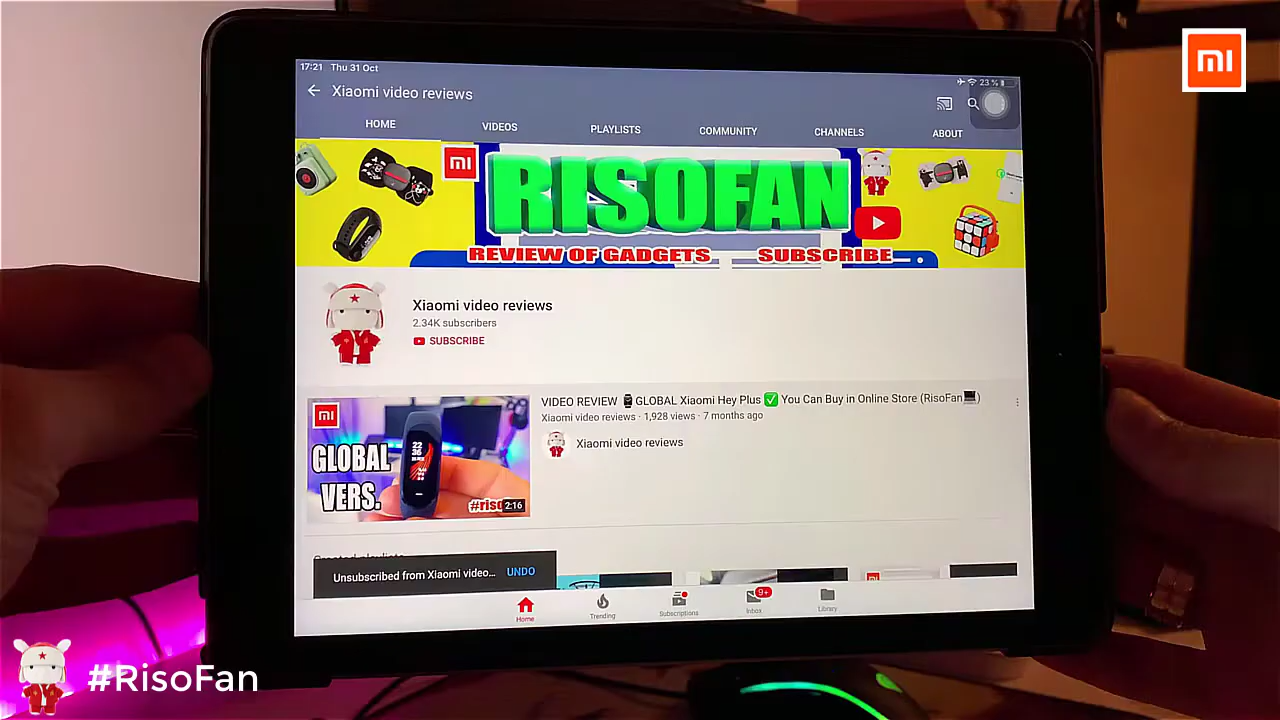 mi
17:21 Thu 31 Oct
23 %
Xiaomi video reviews
HOME VIDEOS PLAYLISTS COMMUNITY CHANNELS ABOUT
mi
RISOFAN
REVIEW OF GADGETS SUBSCRIBE
Xiaomi video reviews
2.34K subscribers
SUBSCRIBE
mi
GLOBAL
VERS.
22
36
2:16
VIDEO REVIEW GLOBAL Xiaomi Hey Plus You Can Buy in Online Store (RisoFan)
Xiaomi video reviews · 1,928 views · 7 months ago
Xiaomi video reviews
Unsubscribed from Xiaomi video... UNDO
mi
9+
Home Trending Subscriptions Inbox Library
#RisoFan